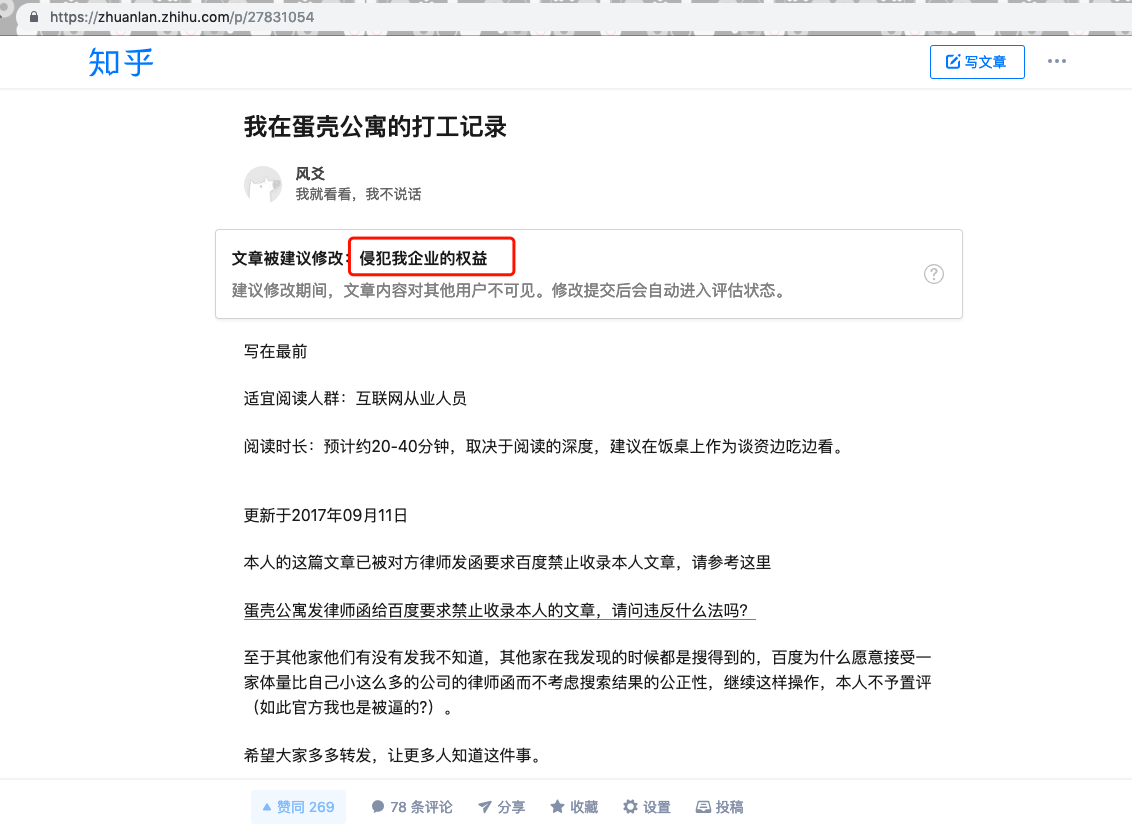 https://zhuanlan.zhihu.com/p/27831054
知乎
写文章
我在蛋壳公寓的打工记录
风爻
我就看看，我不说话
文章被建议修改：侵犯我企业的权益
建议修改期间，文章内容对其他用户不可见。修改提交后会自动进入评估状态。
?
写在最前
适宜阅读人群：互联网从业人员
阅读时长：预计约20-40分钟，取决于阅读的深度，建议在饭桌上作为谈资边吃边看。
更新于2017年09月11日
本人的这篇文章已被对方律师发函要求百度禁止收录本人文章，请参考这里
蛋壳公寓发律师函给百度要求禁止收录本人的文章，请问违反什么法吗？
至于其他家他们有没有发我不知道，其他家在我发现的时候都是搜得到的，百度为什么愿意接受一
家体量比自己小这么多的公司的律师函而不考虑搜索结果的公正性，继续这样操作，本人不予置评
（如此官方我也是被逼的?）。
希望大家多多转发，让更多人知道这件事。
赞同 269 78 条评论 分享 收藏 设置 投稿